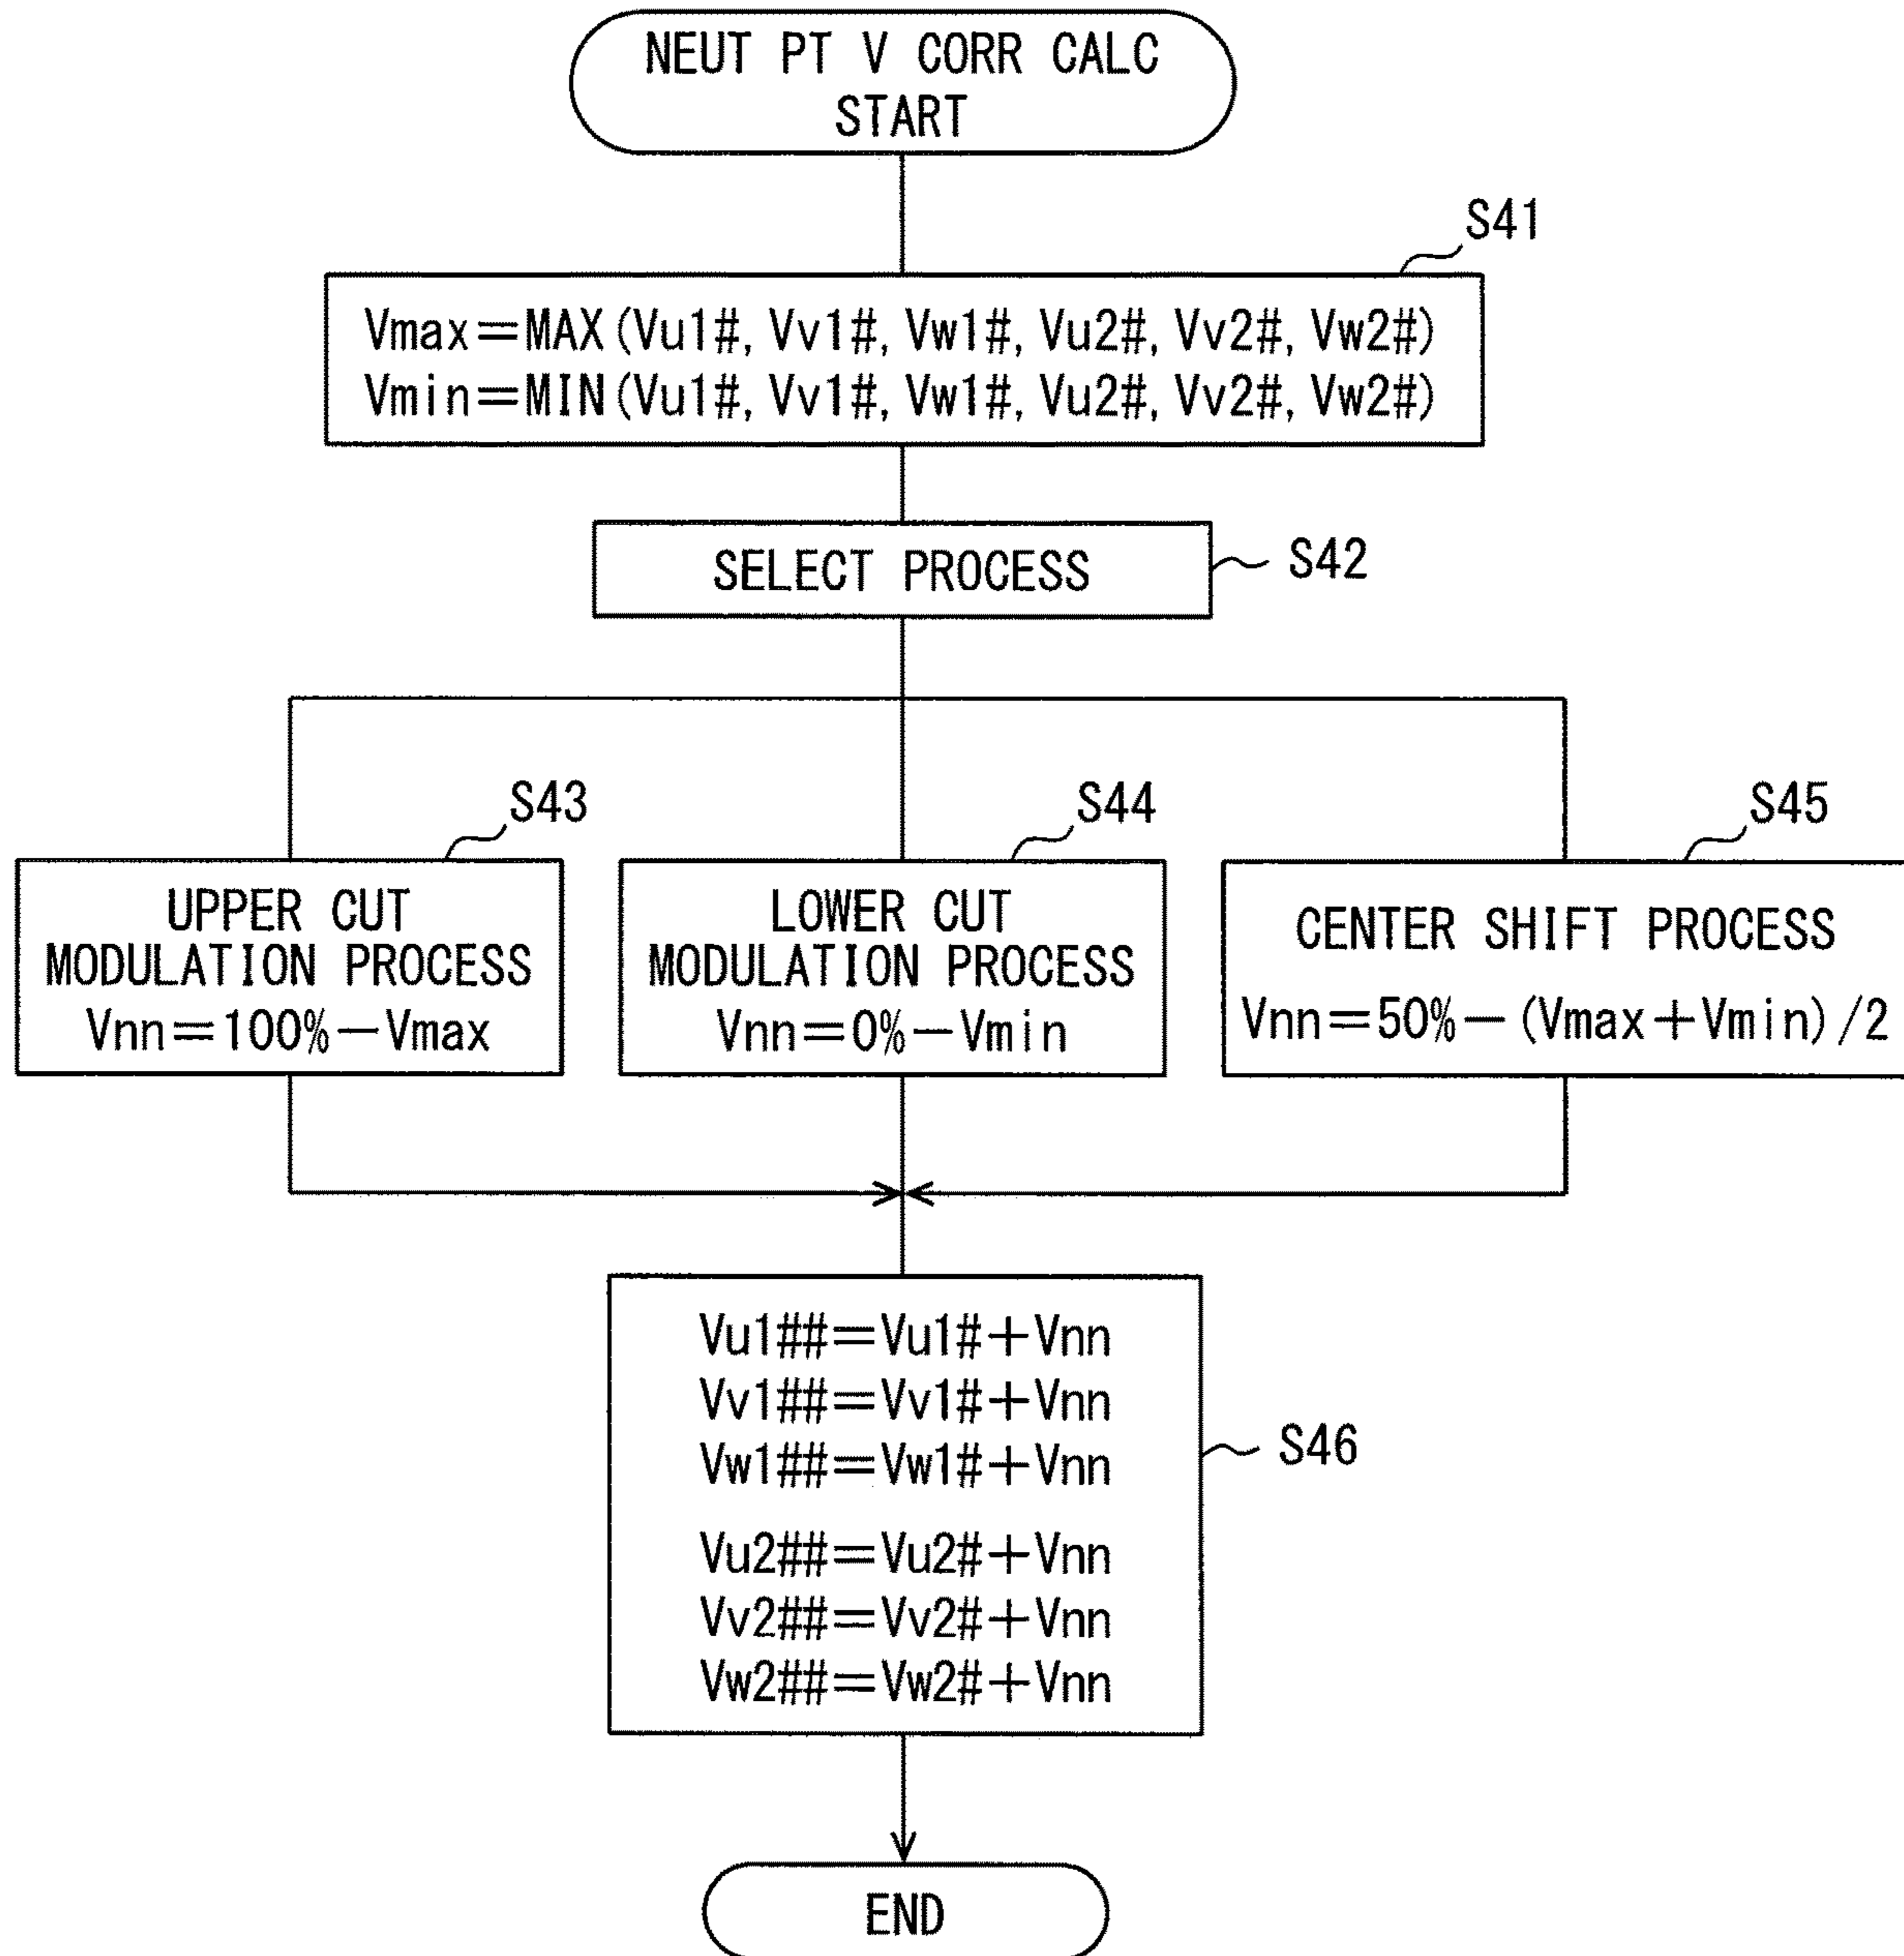 NEUT PT V CORR CALC
START
S41
Vmax=MAX(Vu1#, Vv1#, Vw1#, Vu2#, Vv2#, Vw2#)
Vmin=MIN(Vu1#, Vv1#, Vw1#, Vu2#, Vv2#, Vw2#)
SELECT PROCESS
S42
S43
UPPER CUT
MODULATION PROCESS
Vnn=100%-Vmax
S44
LOWER CUT
MODULATION PROCESS
Vnn=0%-Vmin
S45
CENTER SHIFT PROCESS
Vnn=50%-(Vmax+Vmin)/2
Vu1##=Vu1#+Vnn
Vv1##=Vv1#+Vnn
Vw1##=Vw1#+Vnn
S46
Vu2##=Vu2#+Vnn
Vv2##=Vv2#+Vnn
Vw2##=Vw2#+Vnn
END